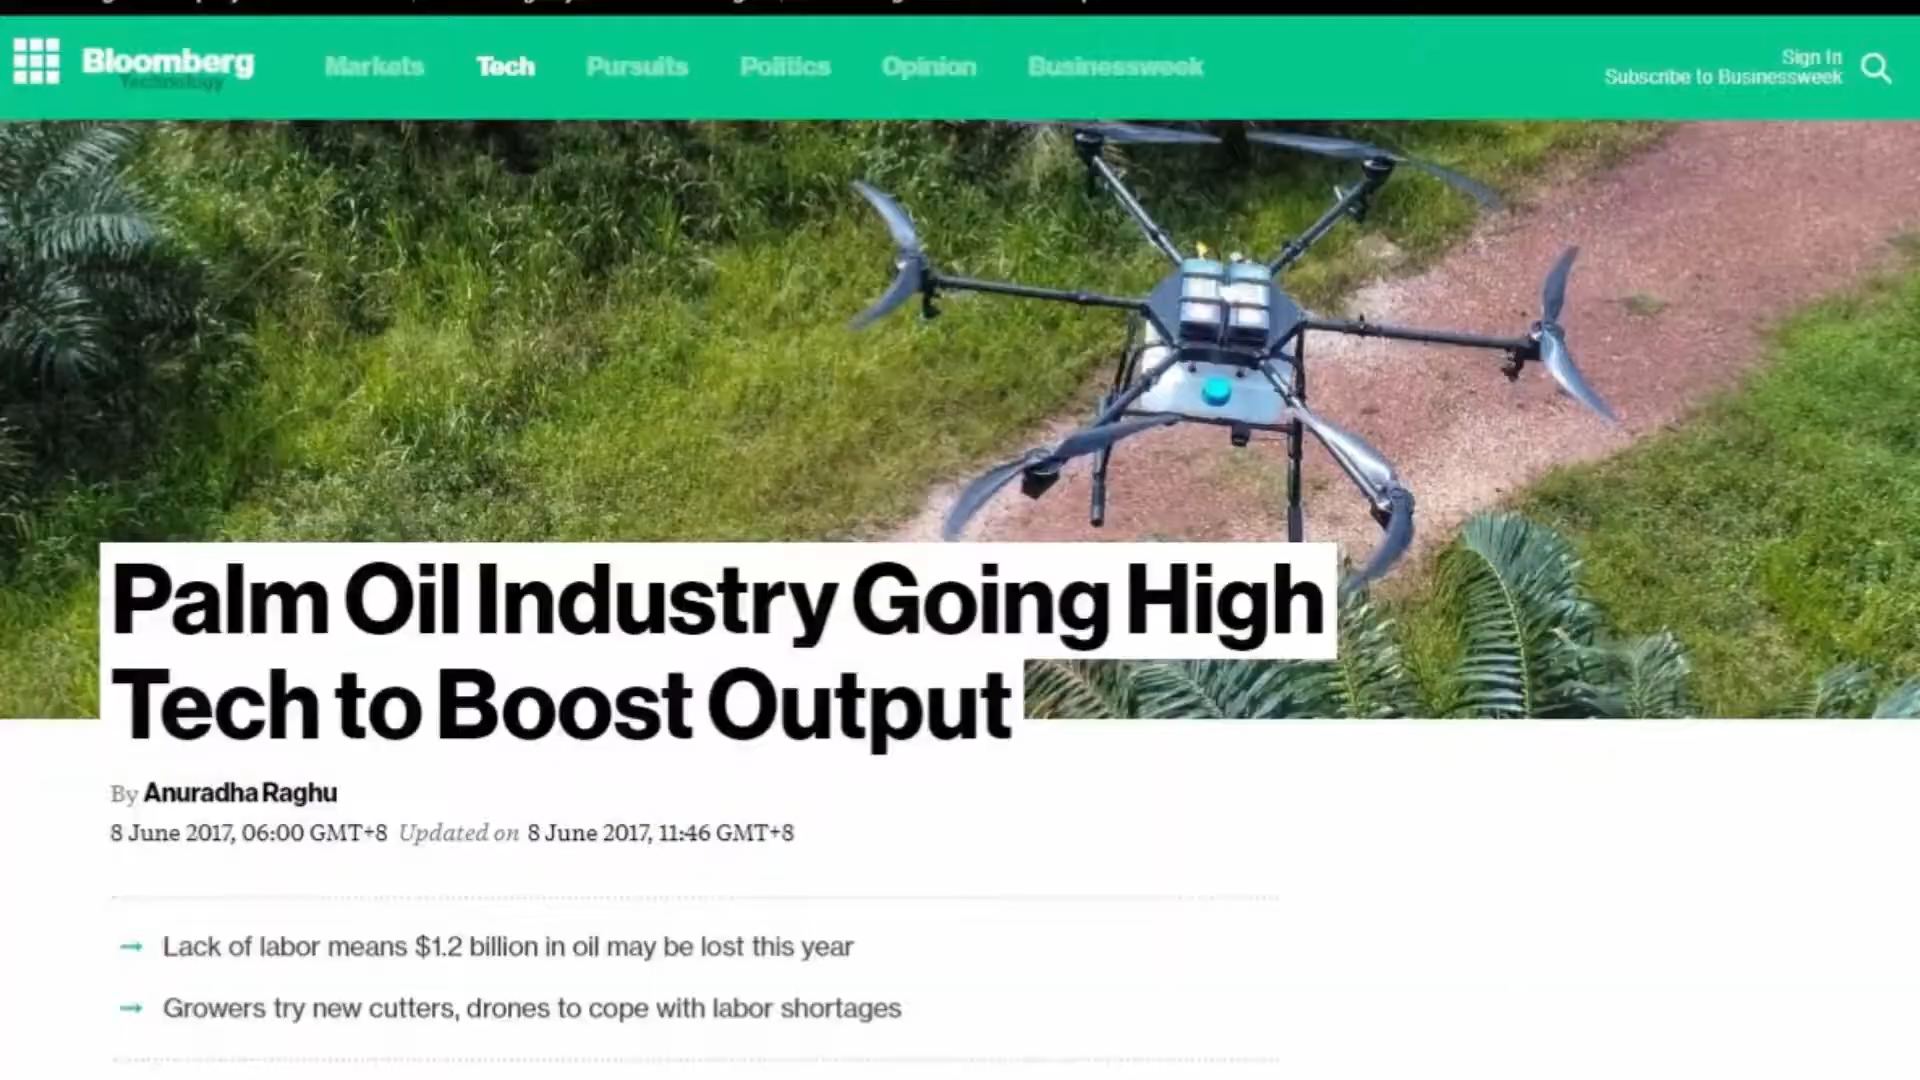 Bloomberg
Technology
Markets
Tech
Pursuits
Politics
Opinion
Businessweek
Sign In
Subscribe to Businessweek
Palm Oil Industry Going High
Tech to Boost Output
By Anuradha Raghu
8 June 2017, 06:00 GMT+8 Updated on 8 June 2017, 11:46 GMT+8
→ Lack of labor means $1.2 billion in oil may be lost this year
→ Growers try new cutters, drones to cope with labor shortages